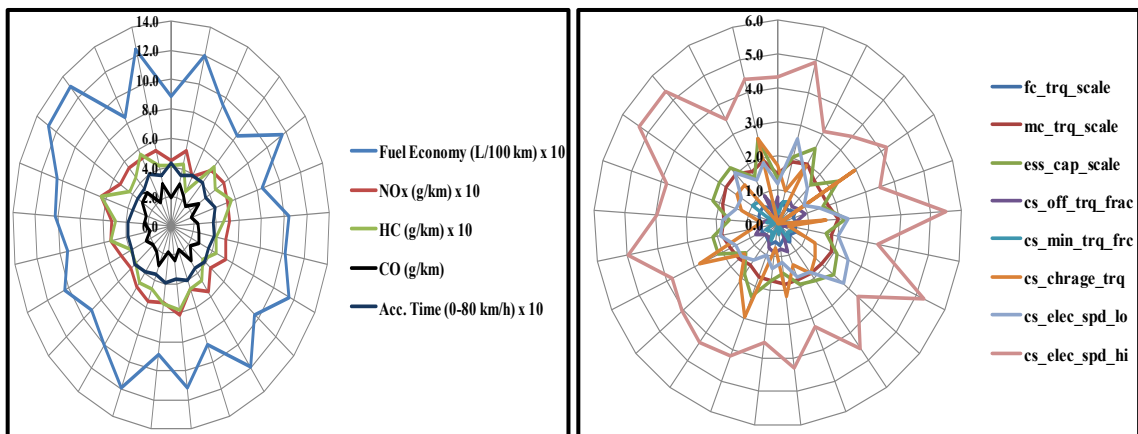 14.0
12.0
10.0
8.0
6.0
4.0
2.0
0.0
Fuel Economy (L/100 km) x 10
NOx (g/km) x 10
HC (g/km) x 10
CO (g/km)
Acc. Time (0-80 km/h) x 10
6.0
5.0
4.0
3.0
2.0
1.0
0.0
fc_trq_scale
mc_trq_scale
ess_cap_scale
cs_off_trq_frac
cs_min_trq_frc
cs_chrage_trq
cs_elec_spd_lo
cs_elec_spd_hi